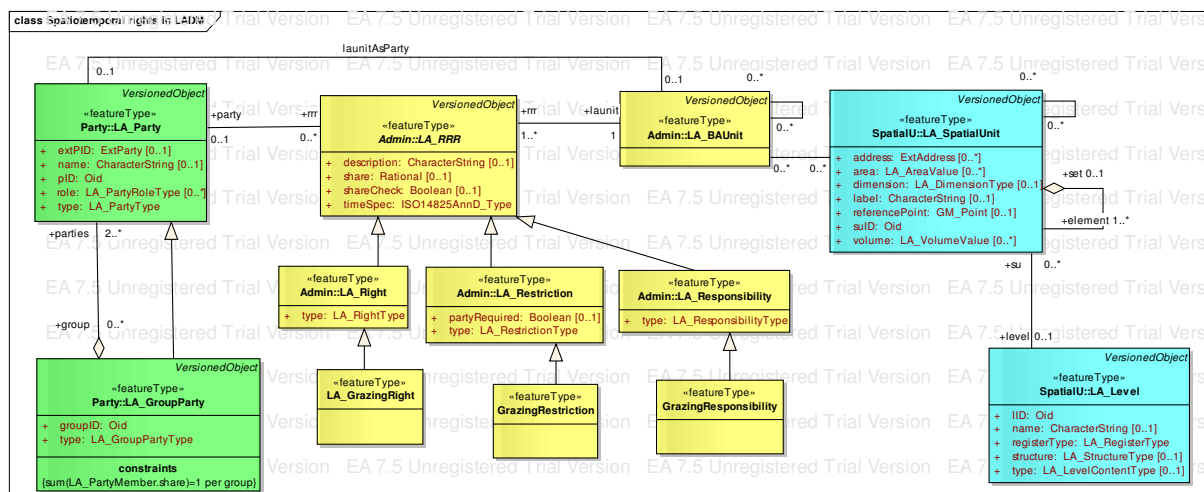 class Spatiotemporal rights in LADM
EA 7.5 Unregistered Trial Version
launitAsParty
0..1
0..1
VersionedObject
«featureType»
Party::LA_Party
+ extPID: ExtParty [0..1]
+ name: CharacterString [0..1]
+ pID: Oid
+ role: LA_PartyRoleType [0..*]
+ type: LA_PartyType
+party
0..1
+rrr
0..*
VersionedObject
«featureType»
Admin::LA_RRR
+ description: CharacterString [0..1]
+ share: Rational [0..1]
+ shareCheck: Boolean [0..1]
+ timeSpec: ISO14825AnnD_Type
+rrr
1..*
+launit
1
VersionedObject
«featureType»
Admin::LA_BAUnit
0..*
0..*
0..*
0..*
VersionedObject
«featureType»
SpatialU::LA_SpatialUnit
+ address: ExtAddress [0..*]
+ area: LA_AreaValue [0..*]
+ dimension: LA_DimensionType [0..1]
+ label: CharacterString [0..1]
+ referencePoint: GM_Point [0..1]
+ suID: Oid
+ volume: LA_VolumeValue [0..*]
0..*
0..*
+set 0..1
+element 1..*
+su
0..*
+level 0..1
+parties
2..*
+group
0..*
«featureType»
Admin::LA_Right
+ type: LA_RightType
«featureType»
Admin::LA_Restriction
+ partyRequired: Boolean [0..1]
+ type: LA_RestrictionType
«featureType»
Admin::LA_Responsibility
+ type: LA_ResponsibilityType
VersionedObject
«featureType»
Party::LA_GroupParty
+ groupID: Oid
+ type: LA_GroupPartyType
constraints
{sum(LA_PartyMember.share)=1 per group}
«featureType»
LA_GrazingRight
«featureType»
GrazingRestriction
«featureType»
GrazingResponsibility
VersionedObject
«featureType»
SpatialU::LA_Level
+ lID: Oid
+ name: CharacterString [0..1]
+ registerType: LA_RegisterType
+ structure: LA_StructureType [0..1]
+ type: LA_LevelContentType [0..1]